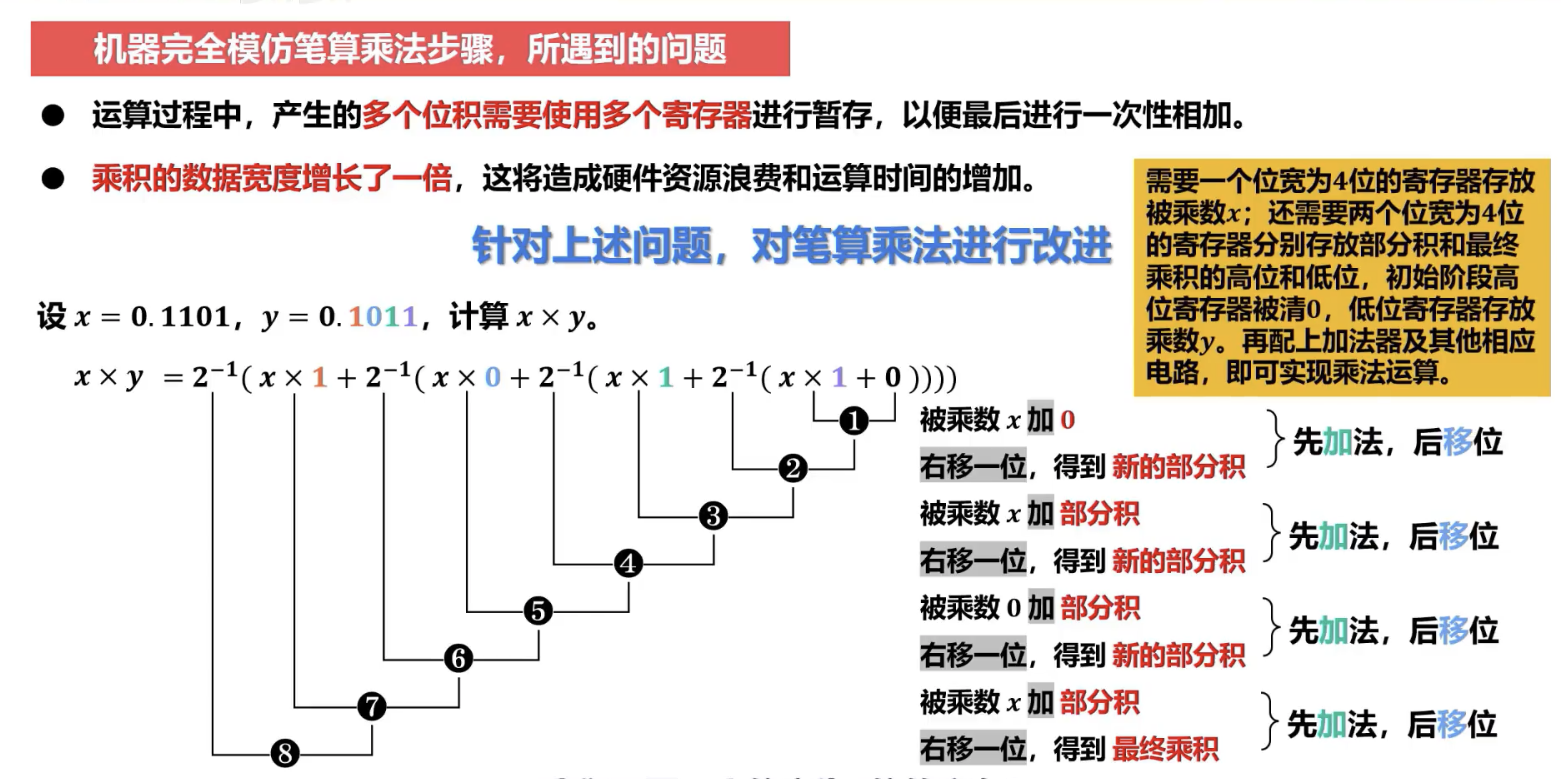 机器完全模仿笔算乘法步骤，所遇到的问题
● 运算过程中，产生的多个位积需要使用多个寄存器进行暂存，以便最后进行一次性相加。
● 乘积的数据宽度增长了一倍，这将造成硬件资源浪费和运算时间的增加。
针对上述问题，对笔算乘法进行改进
需要一个位宽为4位的寄存器存放
被乘数x；还需要两个位宽为4位
的寄存器分别存放部分积和最终
乘积的高位和低位，初始阶段高
位寄存器被清0，低位寄存器存放
乘数y。再配上加法器及其他相应
电路，即可实现乘法运算。
设 x = 0.1101，y = 0.1011，计算 x × y。
x × y = 2⁻¹( x × 1 + 2⁻¹( x × 0 + 2⁻¹( x × 1 + 2⁻¹( x × 1 + 0 ))))
❶ 被乘数 x 加 0
先加法，后移位
❷ 右移一位，得到 新的部分积
❸ 被乘数 x 加 部分积
先加法，后移位
❹ 右移一位，得到 新的部分积
❺ 被乘数 0 加 部分积
先加法，后移位
❻ 右移一位，得到 新的部分积
❼ 被乘数 x 加 部分积
先加法，后移位
❽ 右移一位，得到 最终乘积